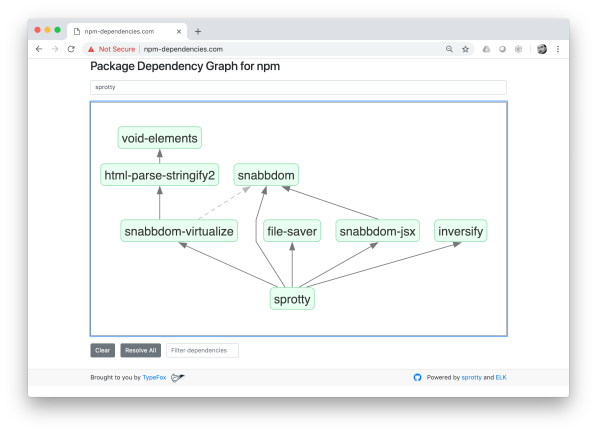 npm-dependencies.com
Not Secure | npm-dependencies.com
Package Dependency Graph for npm
sprotty
void-elements
html-parse-stringify2
snabbdom
snabbdom-virtualize
file-saver
snabbdom-jsx
inversify
sprotty
Clear
Resolve All
Filter dependencies
Brought to you by TypeFox
Powered by sprotty and ELK